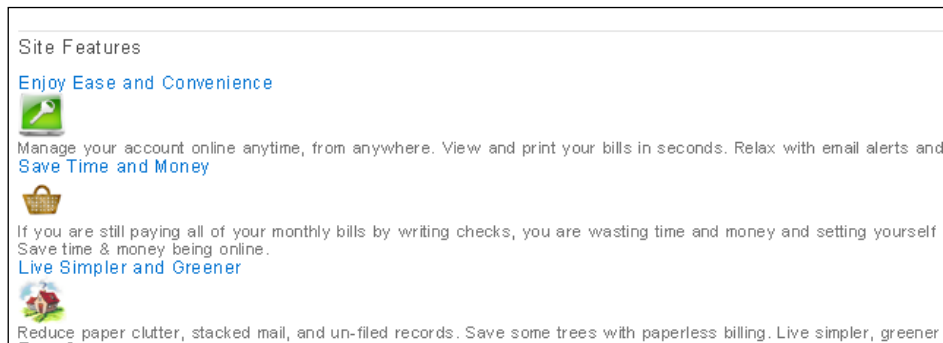 Site Features
Enjoy Ease and Convenience
Manage your account online anytime, from anywhere. View and print your bills in seconds. Relax with email alerts and
Save Time and Money
If you are still paying all of your monthly bills by writing checks, you are wasting time and money and setting yourself
Save time & money being online.
Live Simpler and Greener
Reduce paper clutter, stacked mail, and un-filed records. Save some trees with paperless billing. Live simpler, greener